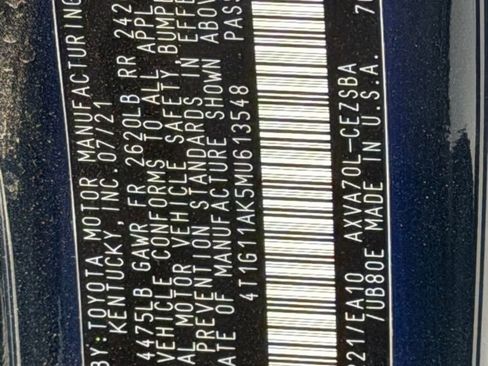 BY:TOYOTA MOTOR MANUFACTURING
KENTUCKY, INC.07/21
4475LB GAWR FR 2620LB RR 242
VEHICLE CONFORMS TO ALL APPL
AL MOTOR VEHICLE SAFETY, BUMP
PREVENTION STANDARDS IN EFFE
ATE OF MANUFACTURE SHOWN ABOV
4T1G11AK5MU613548 PASS
P21/EA10 AXVA70L-CEZSBA
/UB80E MADE IN U.S.A.